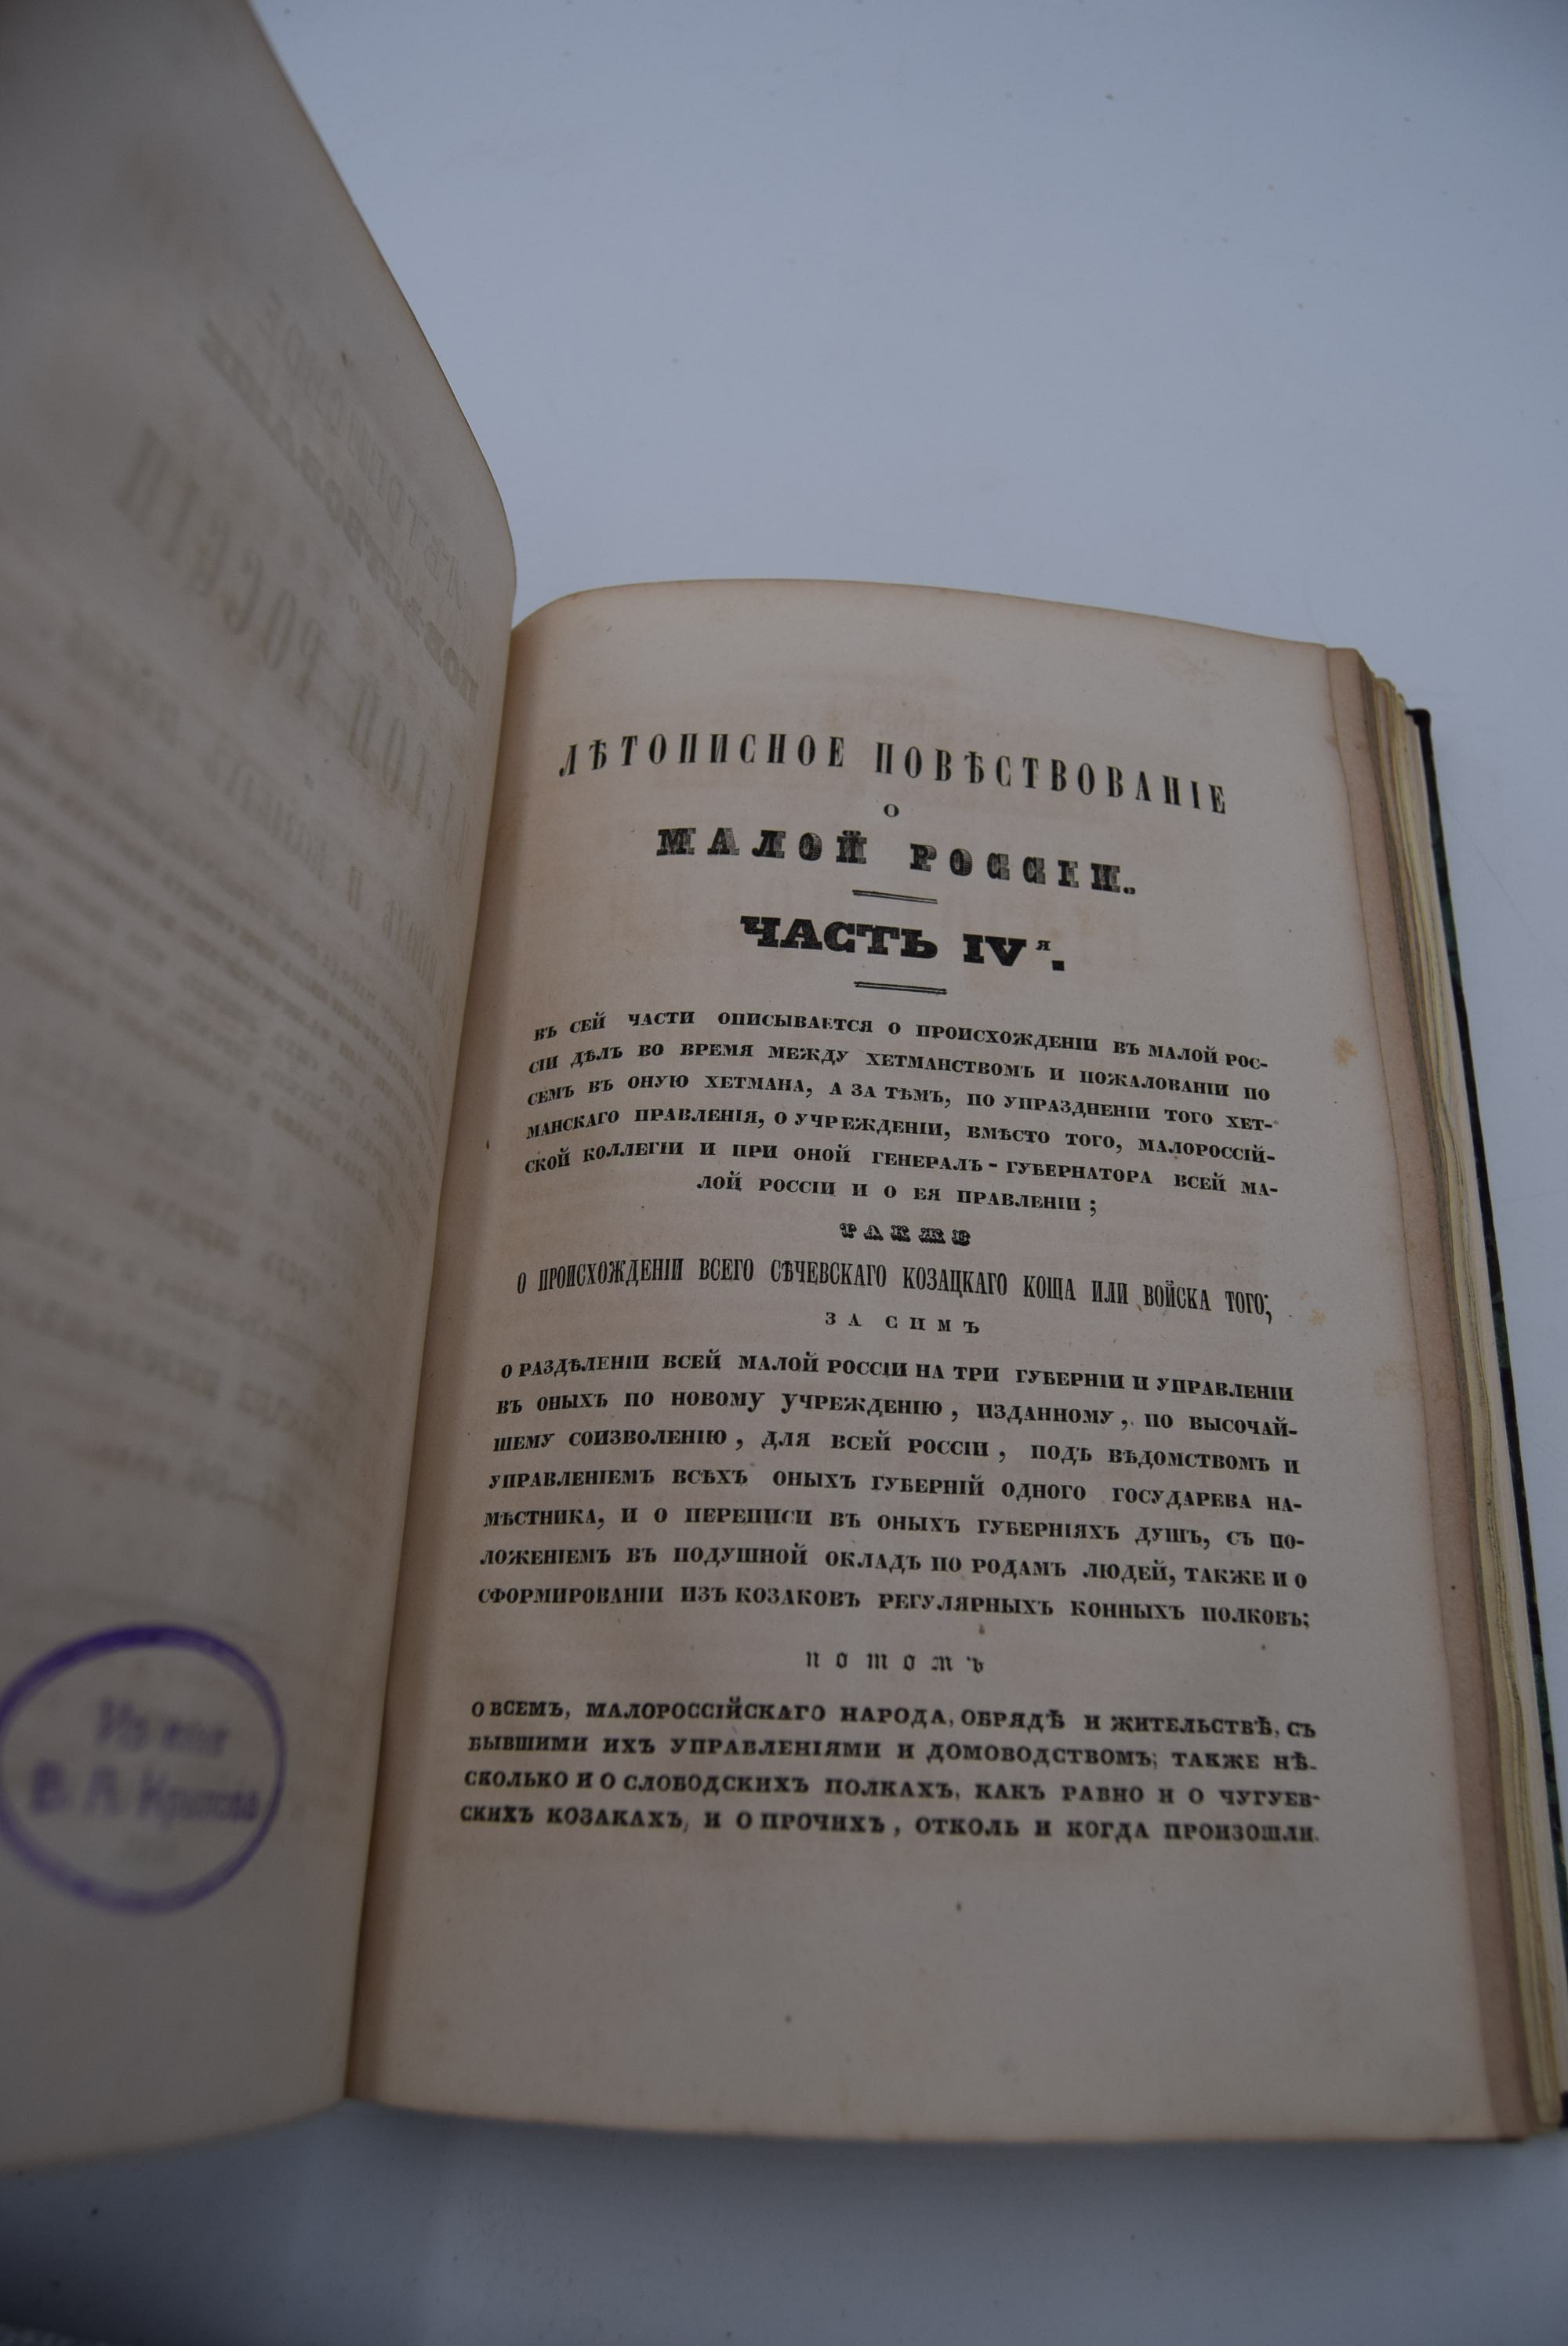 ЛѢТОПИСНОЕ ПОВѢСТВОВАНІЕ
О
МАЛОЙ РОССІИ.
ЧАСТЬ IVя.
ВЪ СЕЙ ЧАСТИ ОПИСЫВАЕТСЯ О ПРОИСХОЖДЕНІИ ВЪ МАЛОЙ РОС-
СІИ ДѢЛЪ ВО ВРЕМЯ МЕЖДУ ХЕТМАНСТВОМЪ И ПОЖАЛОВАНІИ ПО
СЕМЪ ВЪ ОНУЮ ХЕТМАНА, А ЗА ТѢМЪ, ПО УПРАЗДНЕНІИ ТОГО ХЕТ-
МАНСКАГО ПРАВЛЕНІЯ, О УЧРЕЖДЕНІИ, ВМѢСТО ТОГО, МАЛОРОССІЙ-
СКОЙ КОЛЛЕГІИ И ПРИ ОНОЙ ГЕНЕРАЛЪ-ГУБЕРНАТОРА ВСЕЙ МА-
ЛОЙ РОССІИ И О ЕЯ ПРАВЛЕНІИ;
ТАКЖЕ
О ПРОИСХОЖДЕНІИ ВСЕГО СѢЧЕВСКАГО КОЗАЦКАГО КОЩА ИЛИ ВОЙСКА ТОГО;
ЗА СИМЪ
О РАЗДѢЛЕНІИ ВСЕЙ МАЛОЙ РОССІИ НА ТРИ ГУБЕРНІИ И УПРАВЛЕНІИ
ВЪ ОНЫХЪ ПО НОВОМУ УЧРЕЖДЕНІЮ, ИЗДАННОМУ, ПО ВЫСОЧАЙ-
ШЕМУ СОИЗВОЛЕНІЮ, ДЛЯ ВСЕЙ РОССІИ, ПОДЪ ВѢДОМСТВОМЪ И
УПРАВЛЕНІЕМЪ ВСѢХЪ ОНЫХЪ ГУБЕРНІЙ ОДНОГО ГОСУДАРЕВА НА-
МѢСТНИКА, И О ПЕРЕПИСИ ВЪ ОНЫХЪ ГУБЕРНІЯХЪ ДУШЪ, СЪ ПО-
ЛОЖЕНІЕМЪ ВЪ ПОДУШНОЙ ОКЛАДЪ ПО РОДАМЪ ЛЮДЕЙ, ТАКЖЕ И О
СФОРМИРОВАНІИ ИЗЪ КОЗАКОВЪ РЕГУЛЯРНЫХЪ КОННЫХЪ ПОЛКОВЪ;
ПОТОМЪ
О ВСЕМЪ, МАЛОРОССІЙСКАГО НАРОДА, ОБРЯДѢ И ЖИТЕЛЬСТВѢ, СЪ
БЫВШИМИ ИХЪ УПРАВЛЕНІЯМИ И ДОМОВОДСТВОМЪ; ТАКЖЕ НѢ-
СКОЛЬКО И О СЛОБОДСКИХЪ ПОЛКАХЪ, КАКЪ РАВНО И О ЧУГУЕВ-
СКИХЪ КОЗАКАХЪ, И О ПРОЧИХЪ, ОТКОЛЬ И КОГДА ПРОИЗОШЛИ.
Из книг